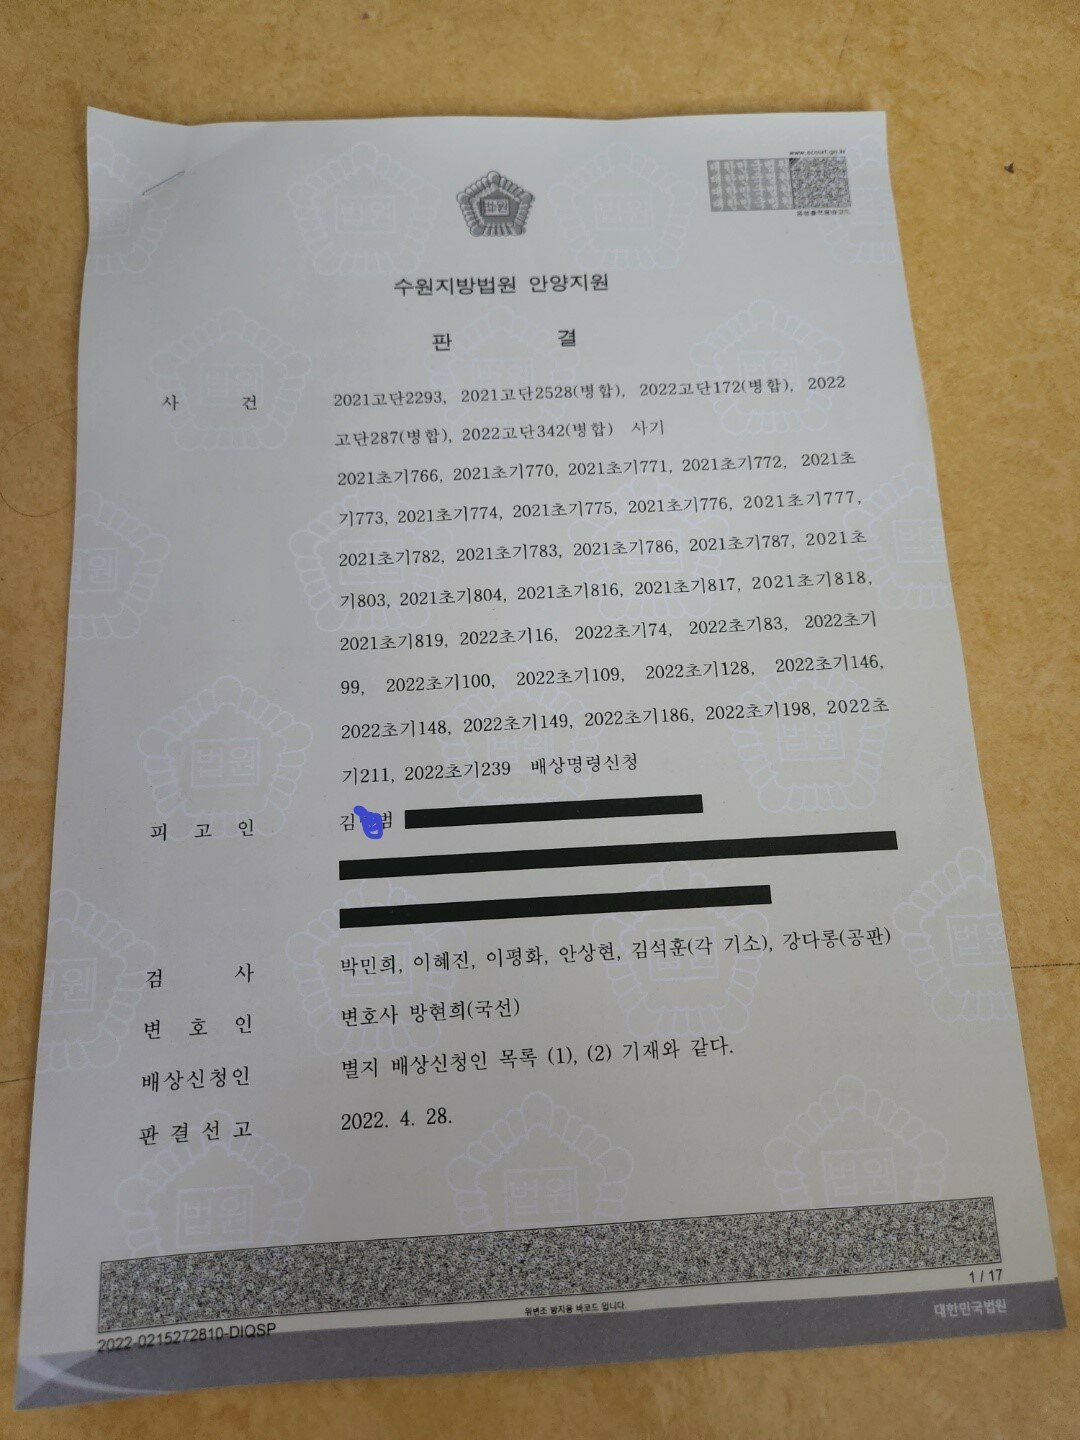 www.scourt.go.kr
법원
음성출력용바코드
수원지방법원 안양지원
판 결
사 건 2021고단2293, 2021고단2528(병합), 2022고단172(병합), 2022
고단287(병합), 2022고단342(병합) 사기
2021초기766, 2021초기770, 2021초기771, 2021초기772, 2021초
기773, 2021초기774, 2021초기775, 2021초기776, 2021초기777,
2021초기782, 2021초기783, 2021초기786, 2021초기787, 2021초
기803, 2021초기804, 2021초기816, 2021초기817, 2021초기818,
2021초기819, 2022초기16, 2022초기74, 2022초기83, 2022초기
99, 2022초기100, 2022초기109, 2022초기128, 2022초기146,
2022초기148, 2022초기149, 2022초기186, 2022초기198, 2022초
기211, 2022초기239 배상명령신청
피 고 인 김 범
검 사 박민희, 이혜진, 이평화, 안상현, 김석훈(각 기소), 강다롱(공판)
변 호 인 변호사 방현희(국선)
배상신청인 별지 배상신청인 목록 (1), (2) 기재와 같다.
판 결 선 고 2022. 4. 28.
1 / 17
위변조 방지용 바코드 입니다.
대한민국법원
2022-0215272810-DIQSP